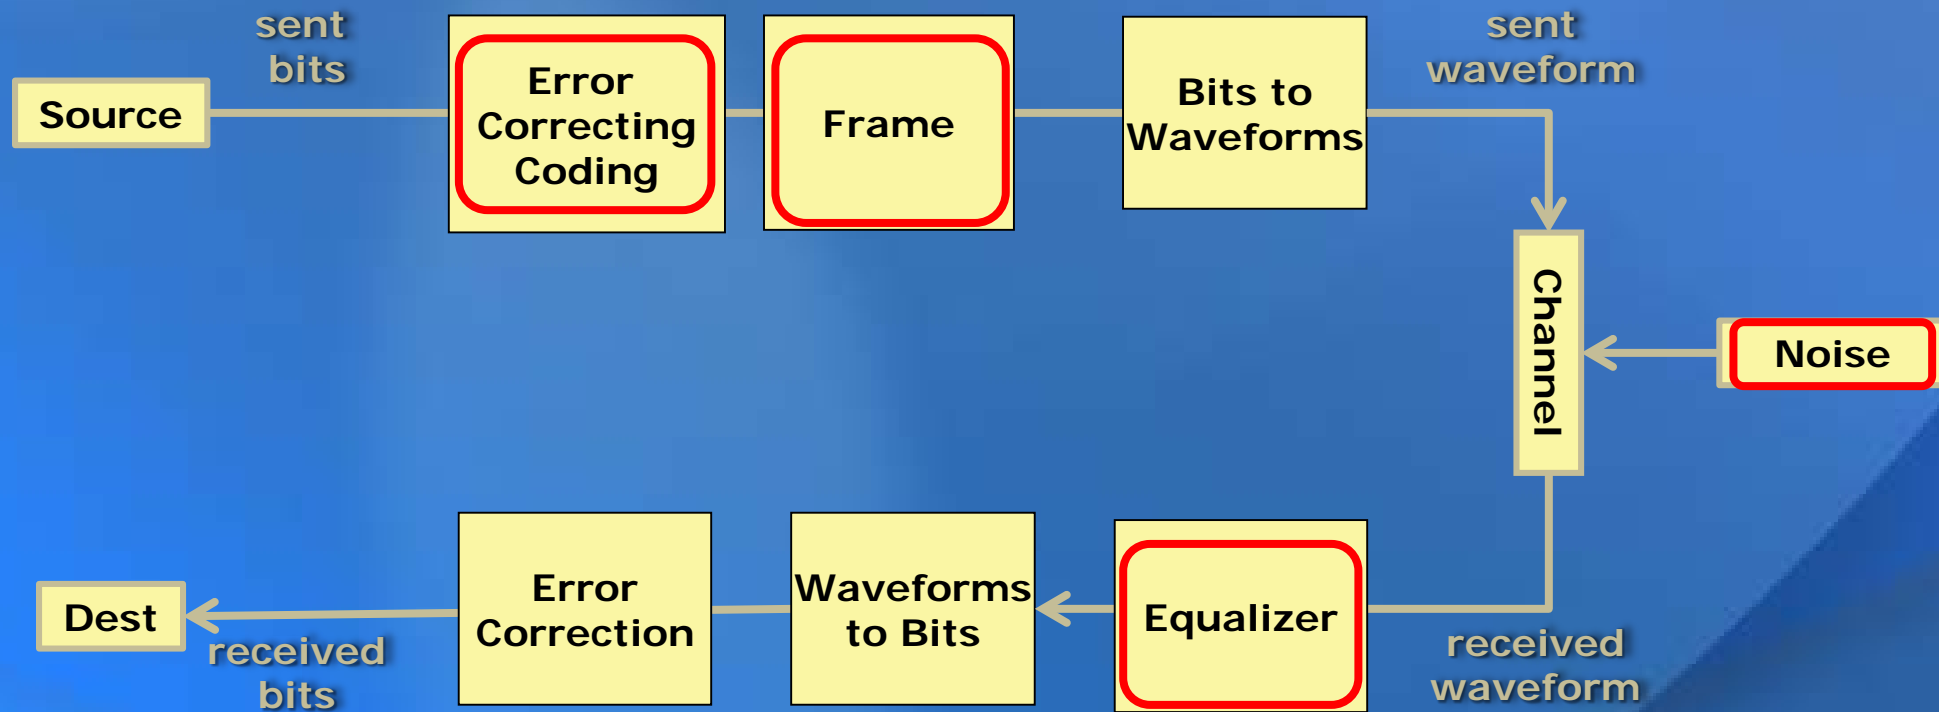 sent
bits
Source
Error
Correcting
Coding
Frame
Bits to
Waveforms
sent
waveform
Channel
Noise
Dest
received
bits
Error
Correction
Waveforms
to Bits
Equalizer
received
waveform